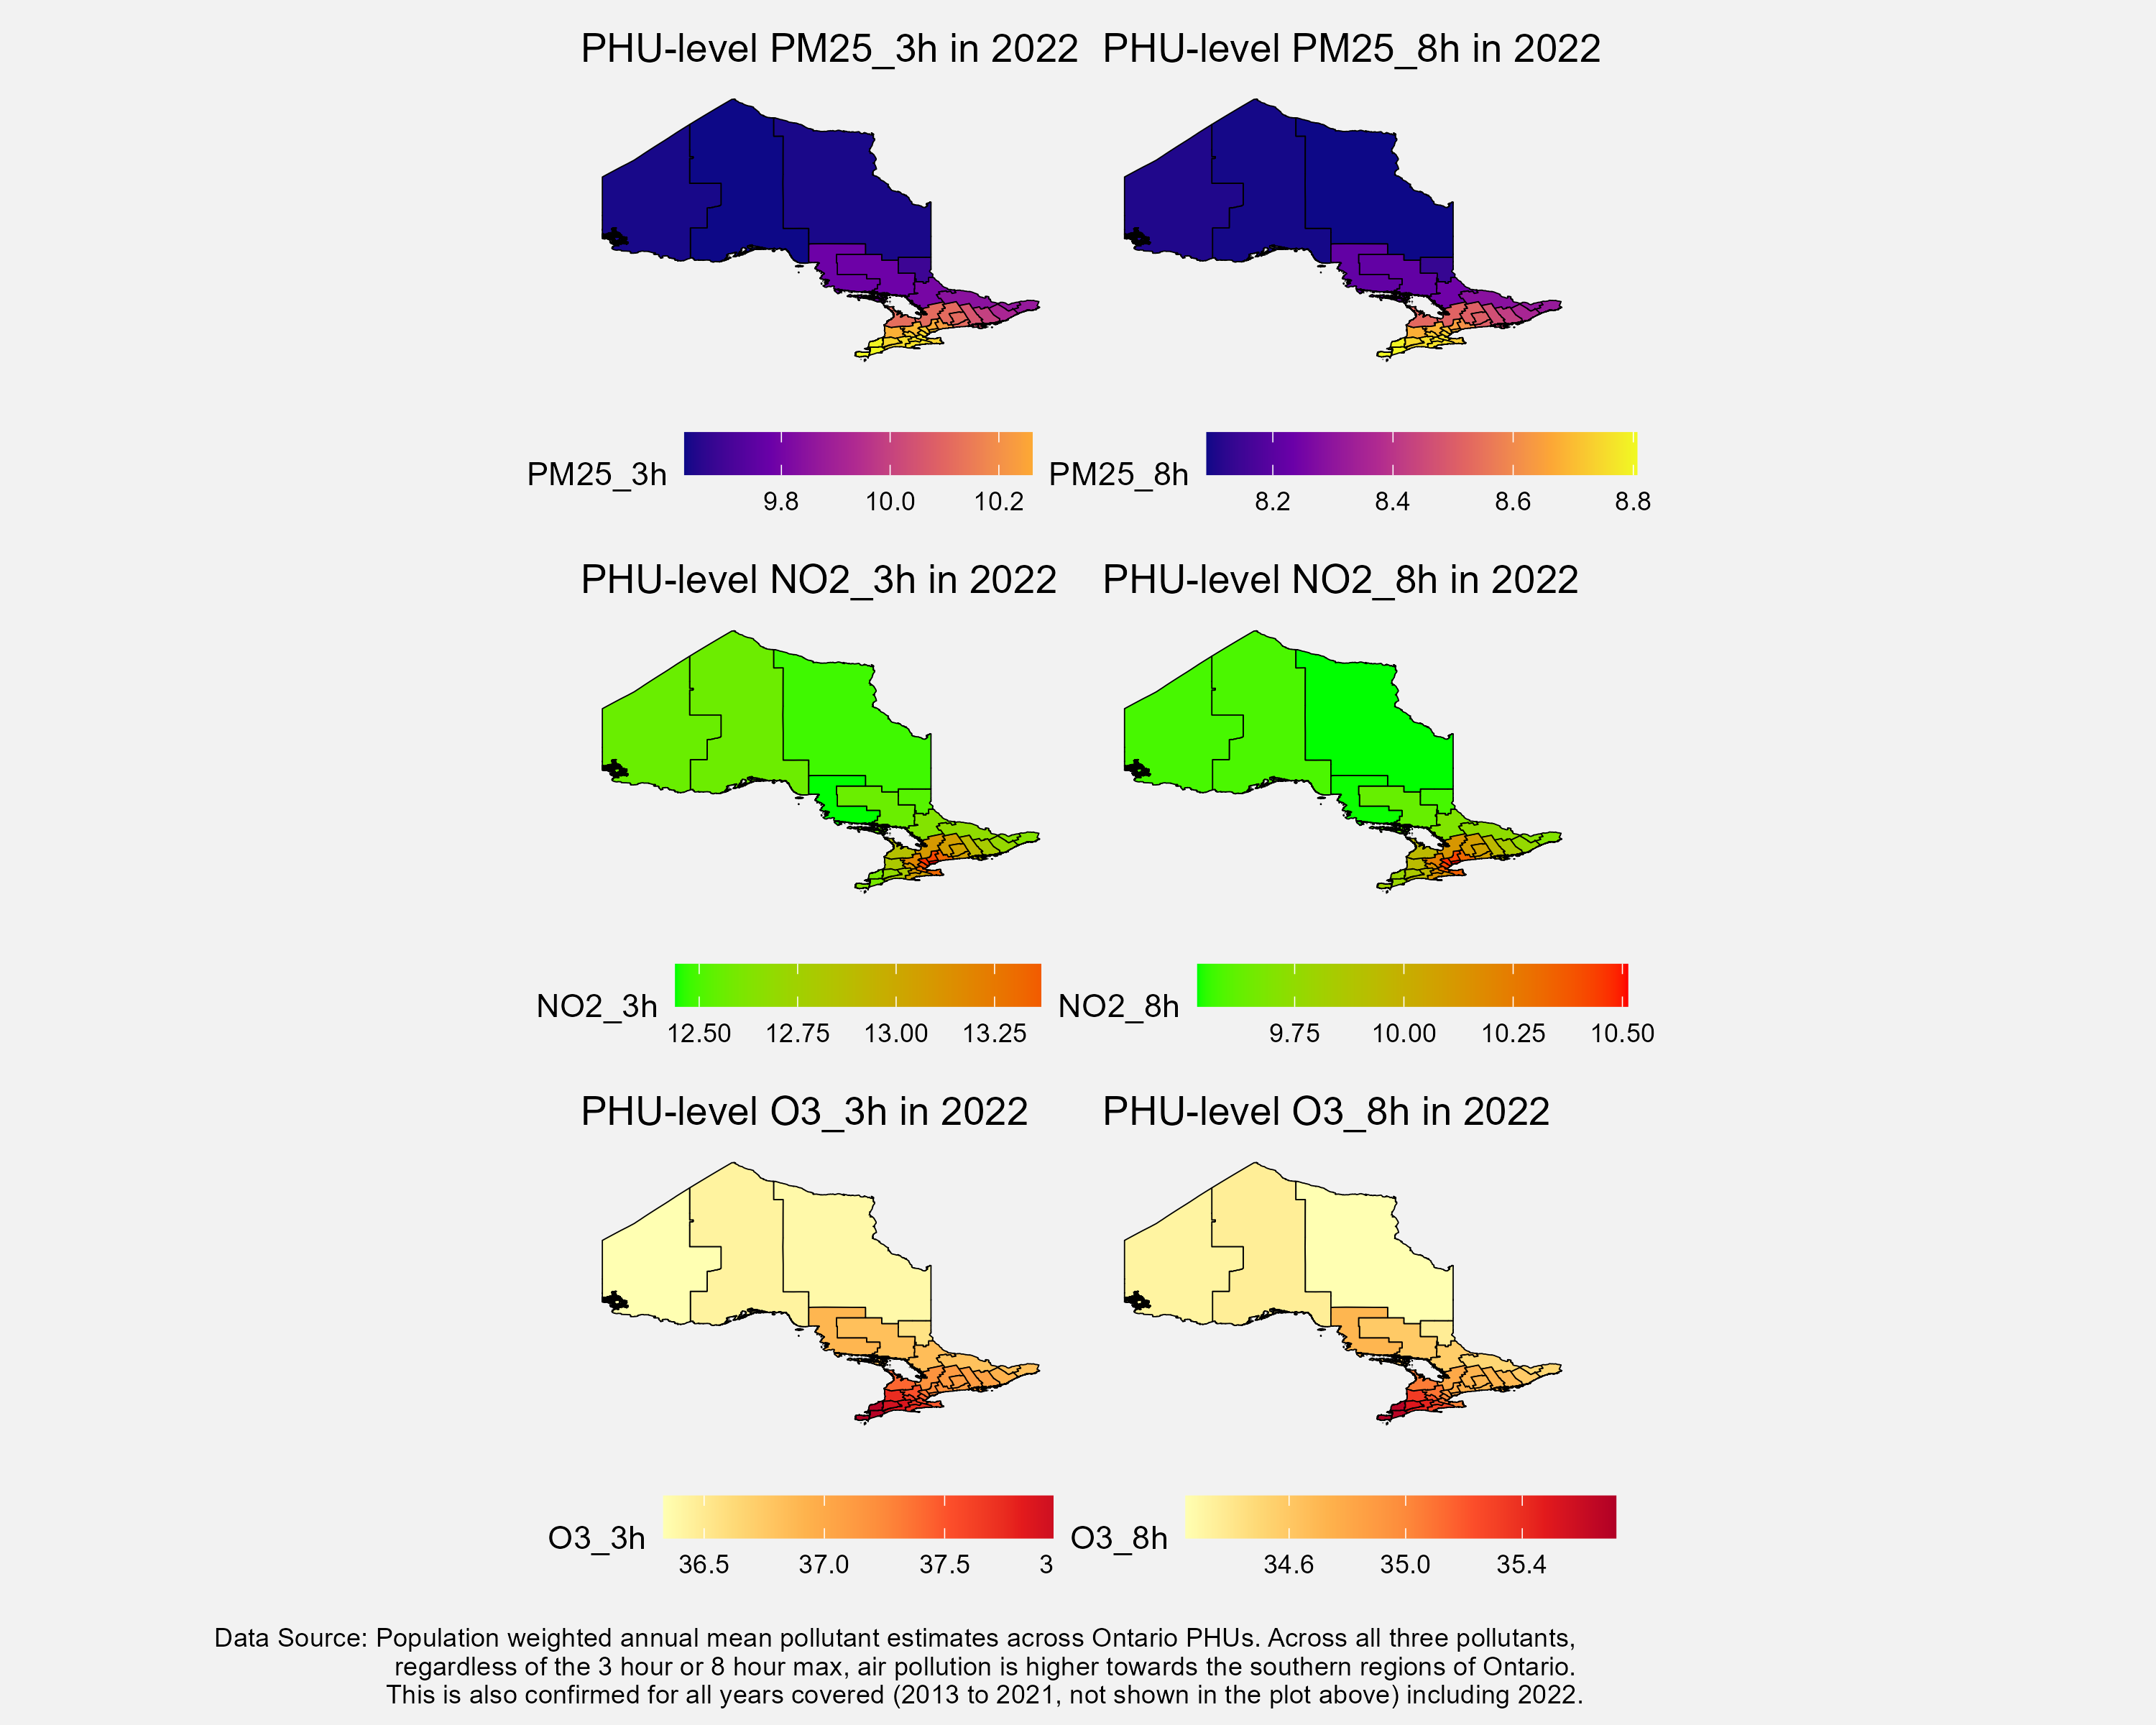 PHU-level PM25_3h in 2022
PHU-level PM25_8h in 2022
PM25_3h
9.8 10.0 10.2
PM25_8h
8.2 8.4 8.6 8.8
PHU-level NO2_3h in 2022
PHU-level NO2_8h in 2022
NO2_3h
12.50 12.75 13.00 13.25
NO2_8h
9.75 10.00 10.25 10.50
PHU-level O3_3h in 2022
PHU-level O3_8h in 2022
O3_3h
36.5 37.0 37.5 3
O3_8h
34.6 35.0 35.4
Data Source: Population weighted annual mean pollutant estimates across Ontario PHUs. Across all three pollutants,
regardless of the 3 hour or 8 hour max, air pollution is higher towards the southern regions of Ontario.
This is also confirmed for all years covered (2013 to 2021, not shown in the plot above) including 2022.